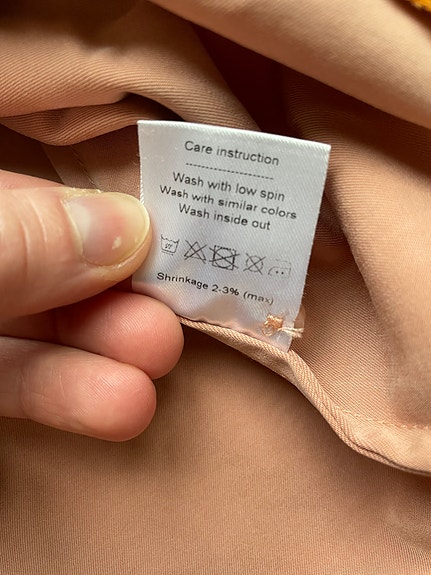 Care instruction
--------------------
Wash with low spin
Wash with similar colors
Wash inside out
Shrinkage 2-3% (max)